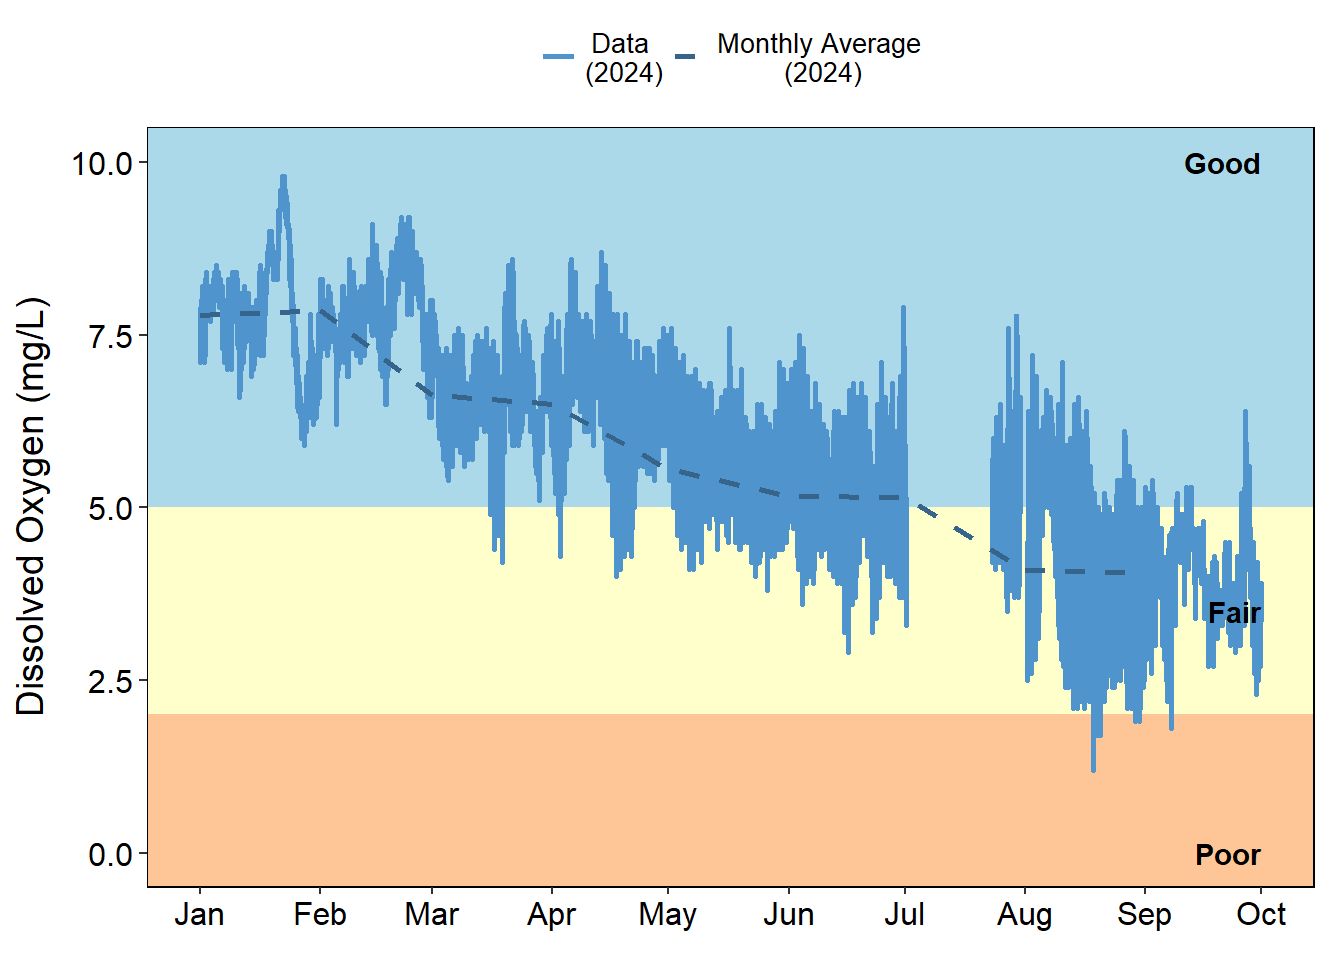 Data
(2024)
Monthly Average
(2024)
Dissolved Oxygen (mg/L)
10.0
7.5
5.0
2.5
0.0
Good
Fair
Poor
Jan Feb Mar Apr May Jun Jul Aug Sep Oct